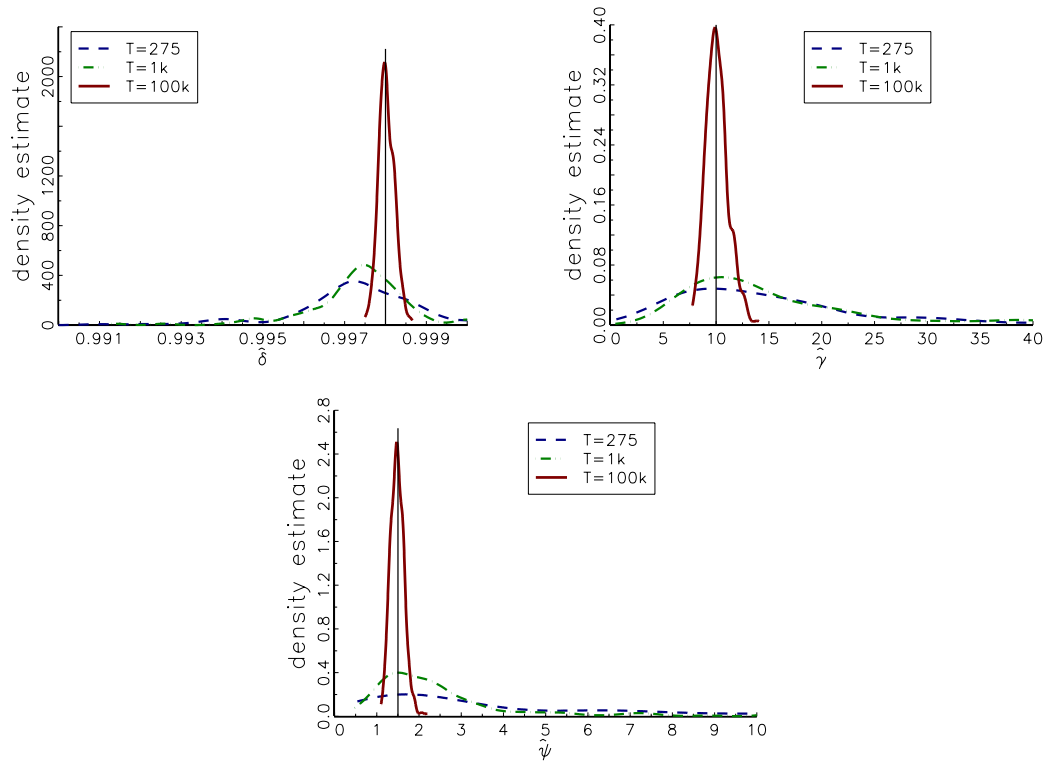 T=275
T=1k
T=100k
density estimate
0 400 800 1200 2000
0.991 0.993 0.995 0.997 0.999
δ̂
T=275
T=1k
T=100k
density estimate
0.00 0.08 0.16 0.24 0.32 0.40
0 5 10 15 20 25 30 35 40
γ̂
T=275
T=1k
T=100k
density estimate
0.0 0.4 0.8 1.2 1.6 2.0 2.4 2.8
0 1 2 3 4 5 6 7 8 9 10
ψ̂